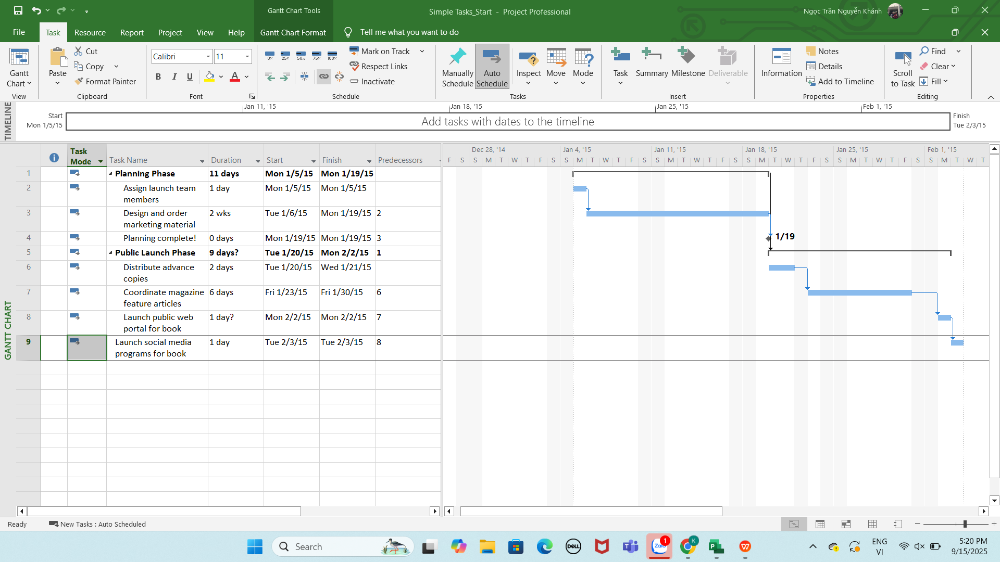 Gantt Chart Tools
Simple Tasks_Start - Project Professional
Ngọc Trần Nguyễn Khánh
File
Task
Resource
Report
Project
View
Help
Gantt Chart Format
Tell me what you want to do
Gantt
Chart
View
Paste
Cut
Copy
Format Painter
Clipboard
Calibri
11
B
I
U
A
Font
0%
25%
50%
75%
100%
Mark on Track
Respect Links
Inactivate
Schedule
Manually
Schedule
Auto
Schedule
Inspect
Move
Mode
Tasks
Task
Summary
Milestone
Deliverable
Insert
Information
Notes
Details
Add to Timeline
Properties
Scroll
to Task
Find
Clear
Fill
Editing
TIMELINE
Jan 11, '15
Jan 18, '15
Jan 25, '15
Feb 1, '15
Start
Mon 1/5/15
Add tasks with dates to the timeline
Finish
Tue 2/3/15
GANTT CHART
Task Mode Task Name Duration Start Finish Predecessors
1 Planning Phase 11 days Mon 1/5/15 Mon 1/19/15
2 Assign launch team members 1 day Mon 1/5/15 Mon 1/5/15
3 Design and order marketing material 2 wks Tue 1/6/15 Mon 1/19/15 2
4 Planning complete! 0 days Mon 1/19/15 Mon 1/19/15 3
5 Public Launch Phase 9 days? Tue 1/20/15 Mon 2/2/15 1
6 Distribute advance copies 2 days Tue 1/20/15 Wed 1/21/15
7 Coordinate magazine feature articles 6 days Fri 1/23/15 Fri 1/30/15 6
8 Launch public web portal for book 1 day? Mon 2/2/15 Mon 2/2/15 7
9 Launch social media programs for book 1 day Tue 2/3/15 Tue 2/3/15 8
Dec 28, '14 Jan 4, '15 Jan 11, '15 Jan 18, '15 Jan 25, '15 Feb 1, '15
F S S M T W T F S S M T W T F S S M T W T F S S M T W T F S S M T W T F S S M T W T
1/19
Ready
New Tasks : Auto Scheduled
Search
DELL
Zalo
1
K
ENG
VI
5:20 PM
9/15/2025